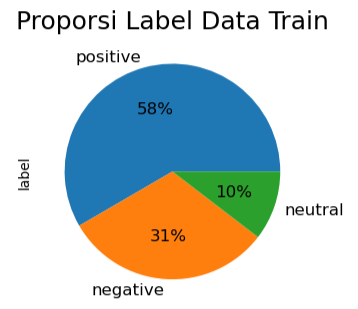 Proporsi Label Data Train
positive
58%
label
10%
neutral
31%
negative